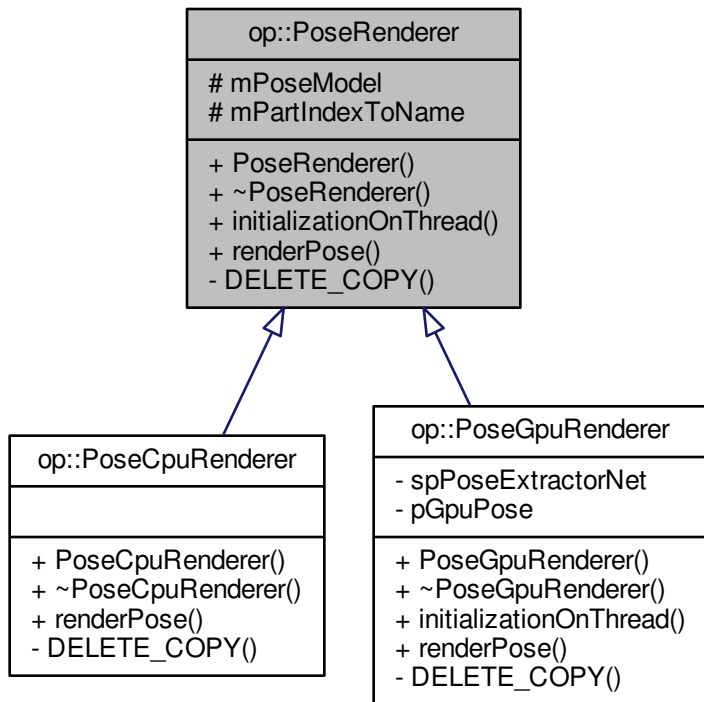 op::PoseRenderer
# mPoseModel
# mPartIndexToName
+ PoseRenderer()
+ ~PoseRenderer()
+ initializationOnThread()
+ renderPose()
- DELETE_COPY()
op::PoseCpuRenderer
+ PoseCpuRenderer()
+ ~PoseCpuRenderer()
+ renderPose()
- DELETE_COPY()
op::PoseGpuRenderer
- spPoseExtractorNet
- pGpuPose
+ PoseGpuRenderer()
+ ~PoseGpuRenderer()
+ initializationOnThread()
+ renderPose()
- DELETE_COPY()